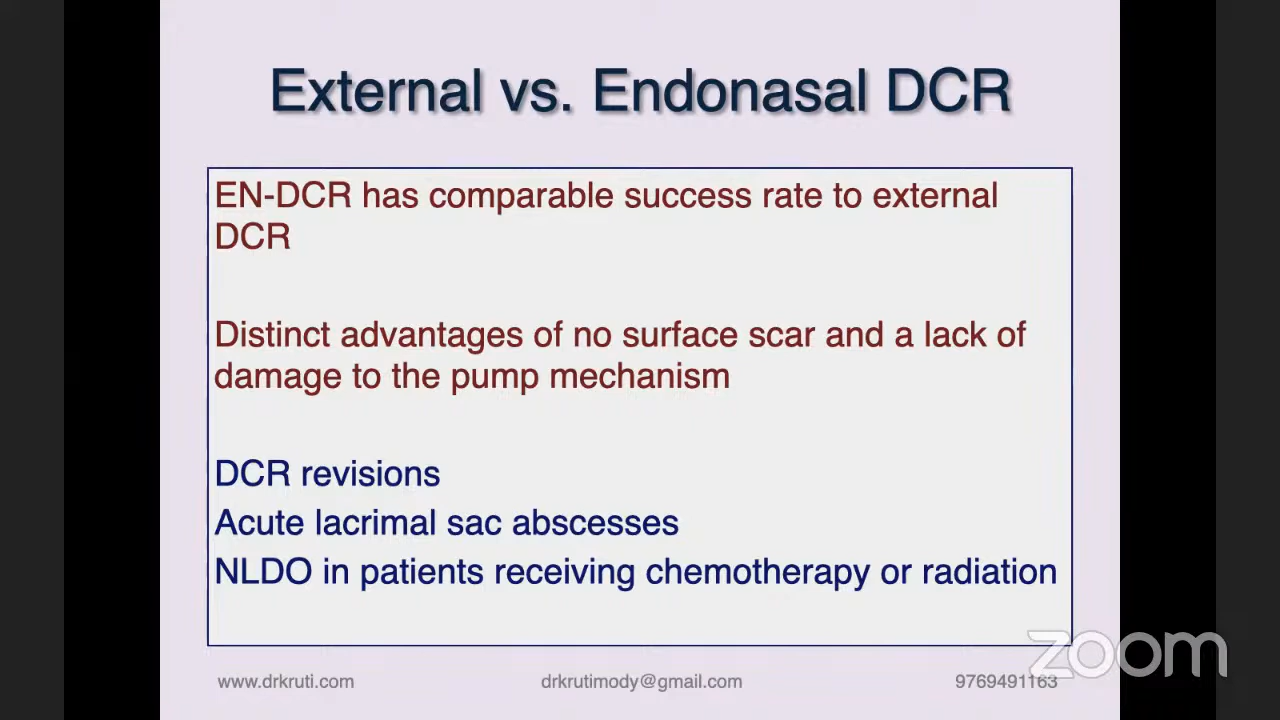 External vs. Endonasal DCR
EN-DCR has comparable success rate to external
DCR
Distinct advantages of no surface scar and a lack of
damage to the pump mechanism
DCR revisions
Acute lacrimal sac abscesses
NLDO in patients receiving chemotherapy or radiation
zoom
www.drkruti.com drkrutimody@gmail.com 9769491163